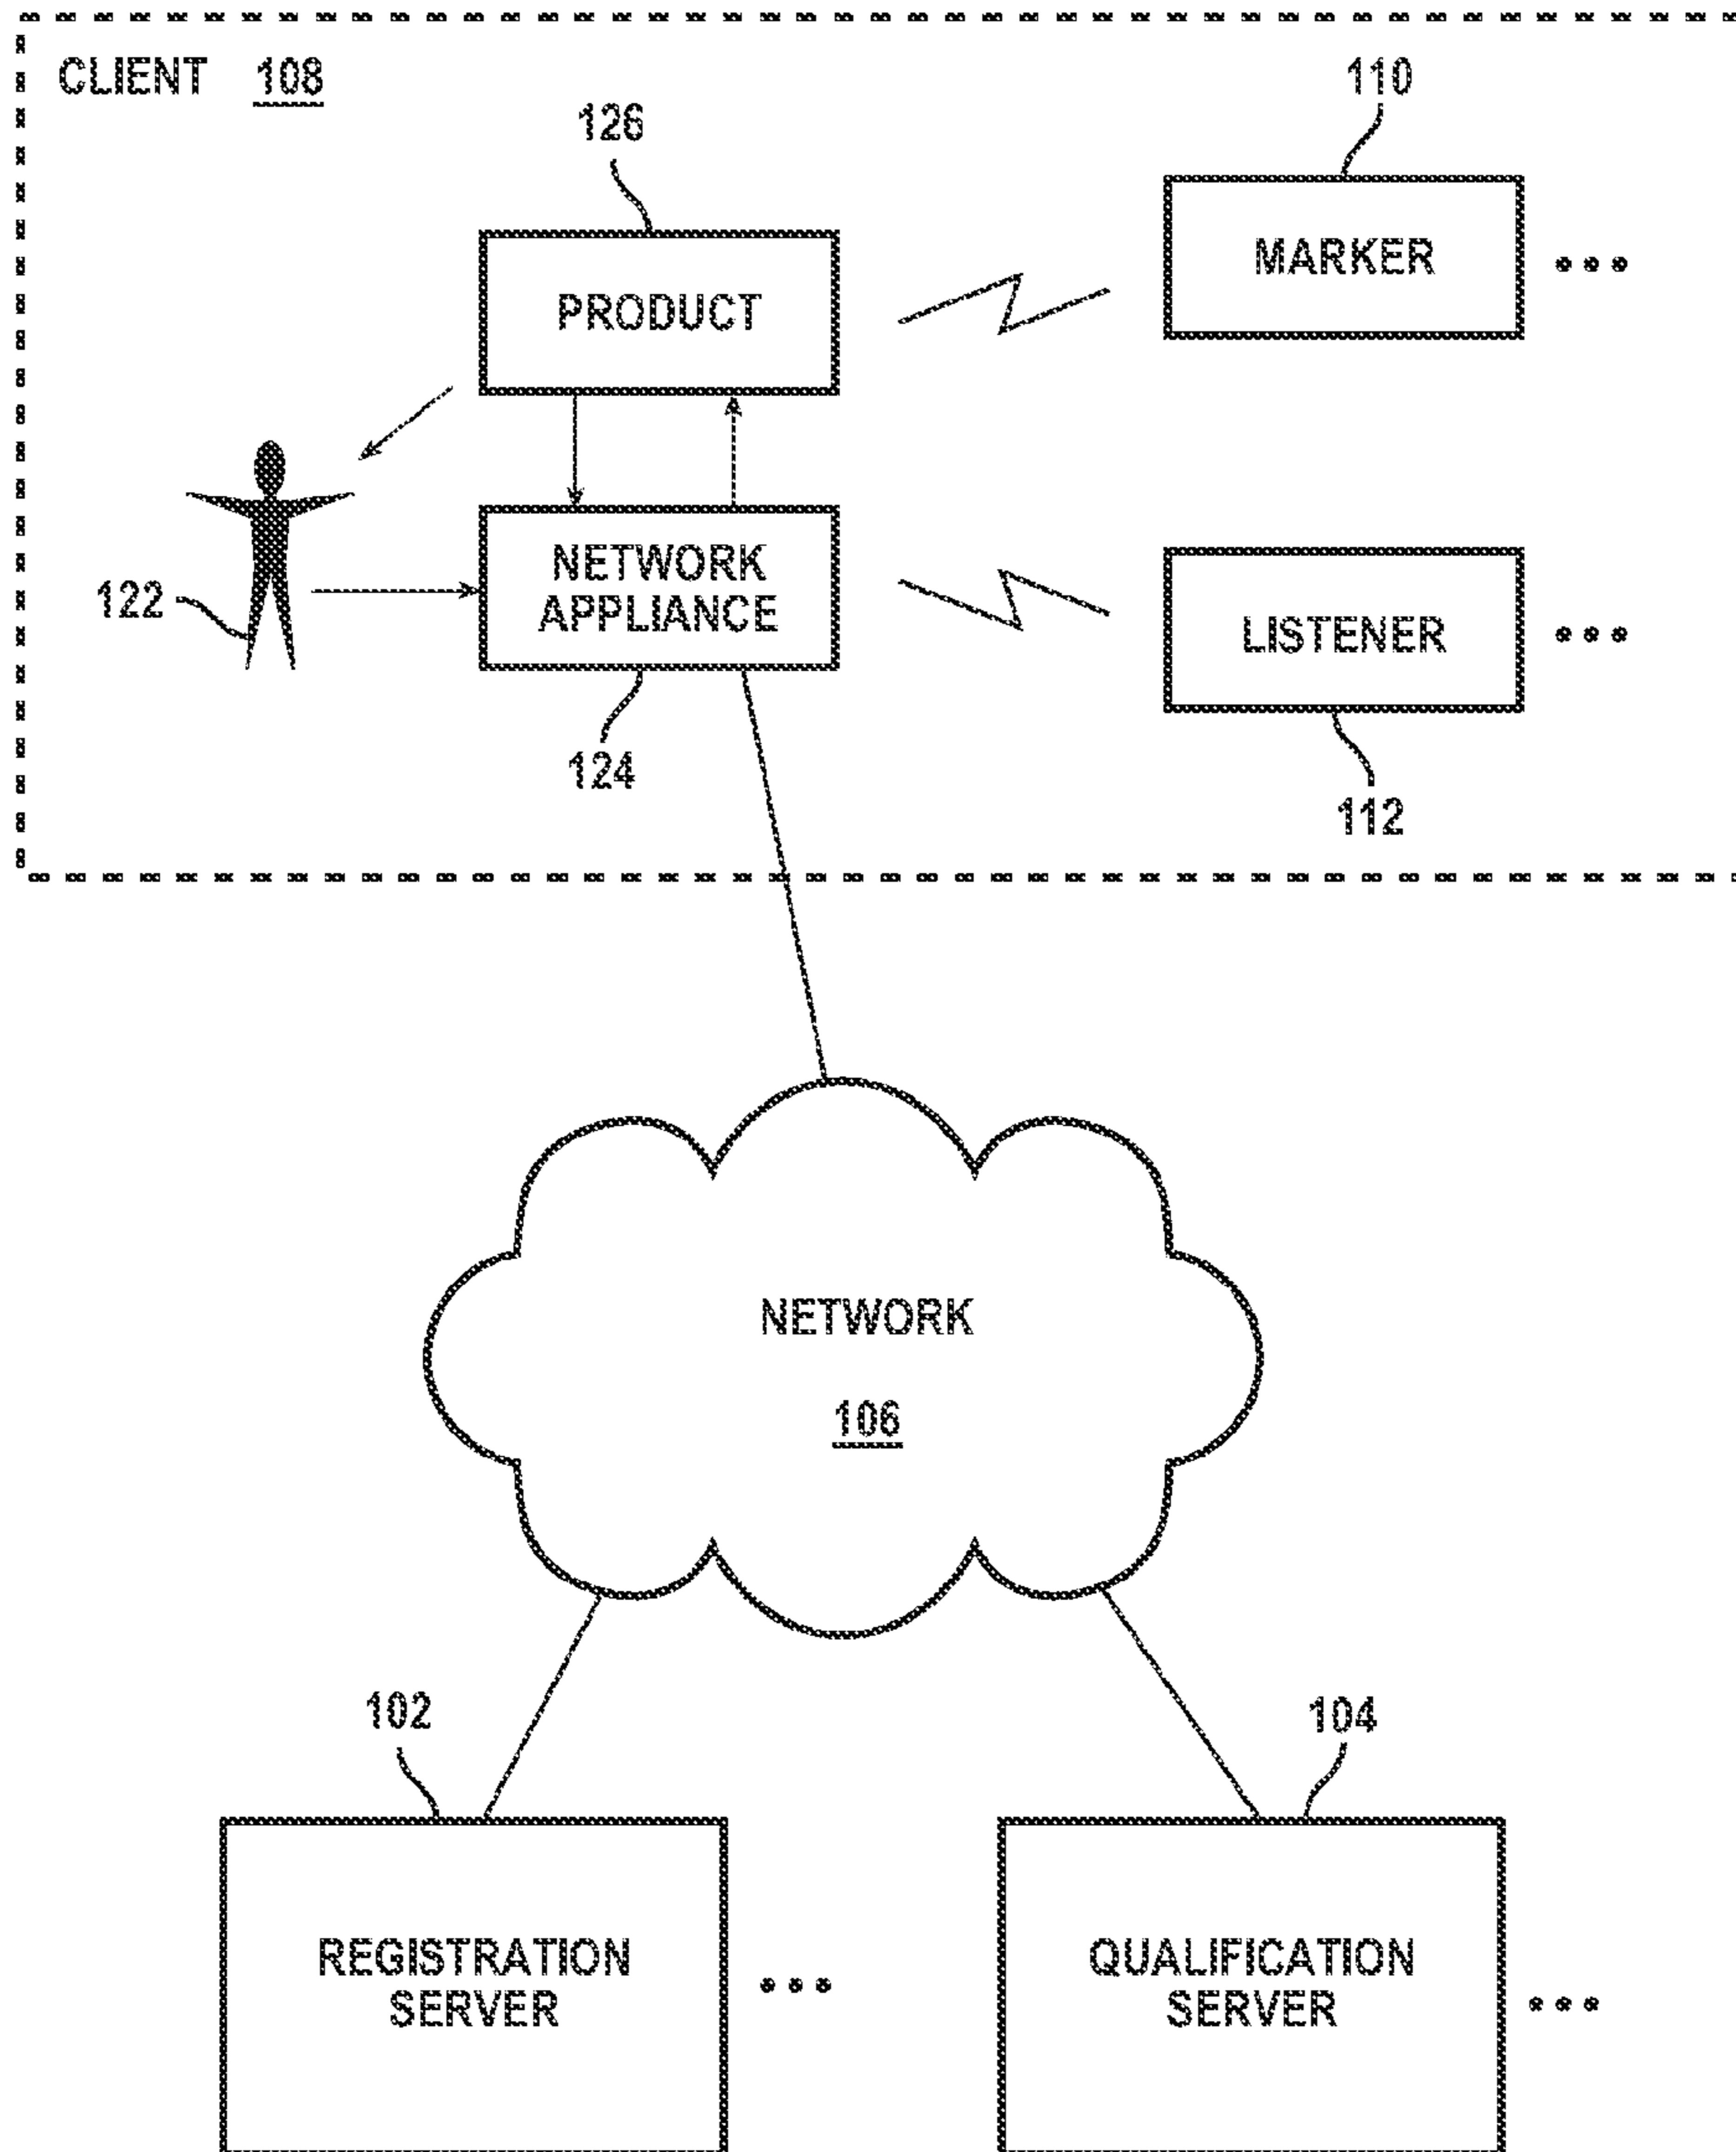 CLIENT 108
110
126
MARKER
PRODUCT
NETWORK
APPLIANCE
122
LISTENER
124
112
NETWORK
106
102
104
REGISTRATION
SERVER
QUALIFICATION
SERVER